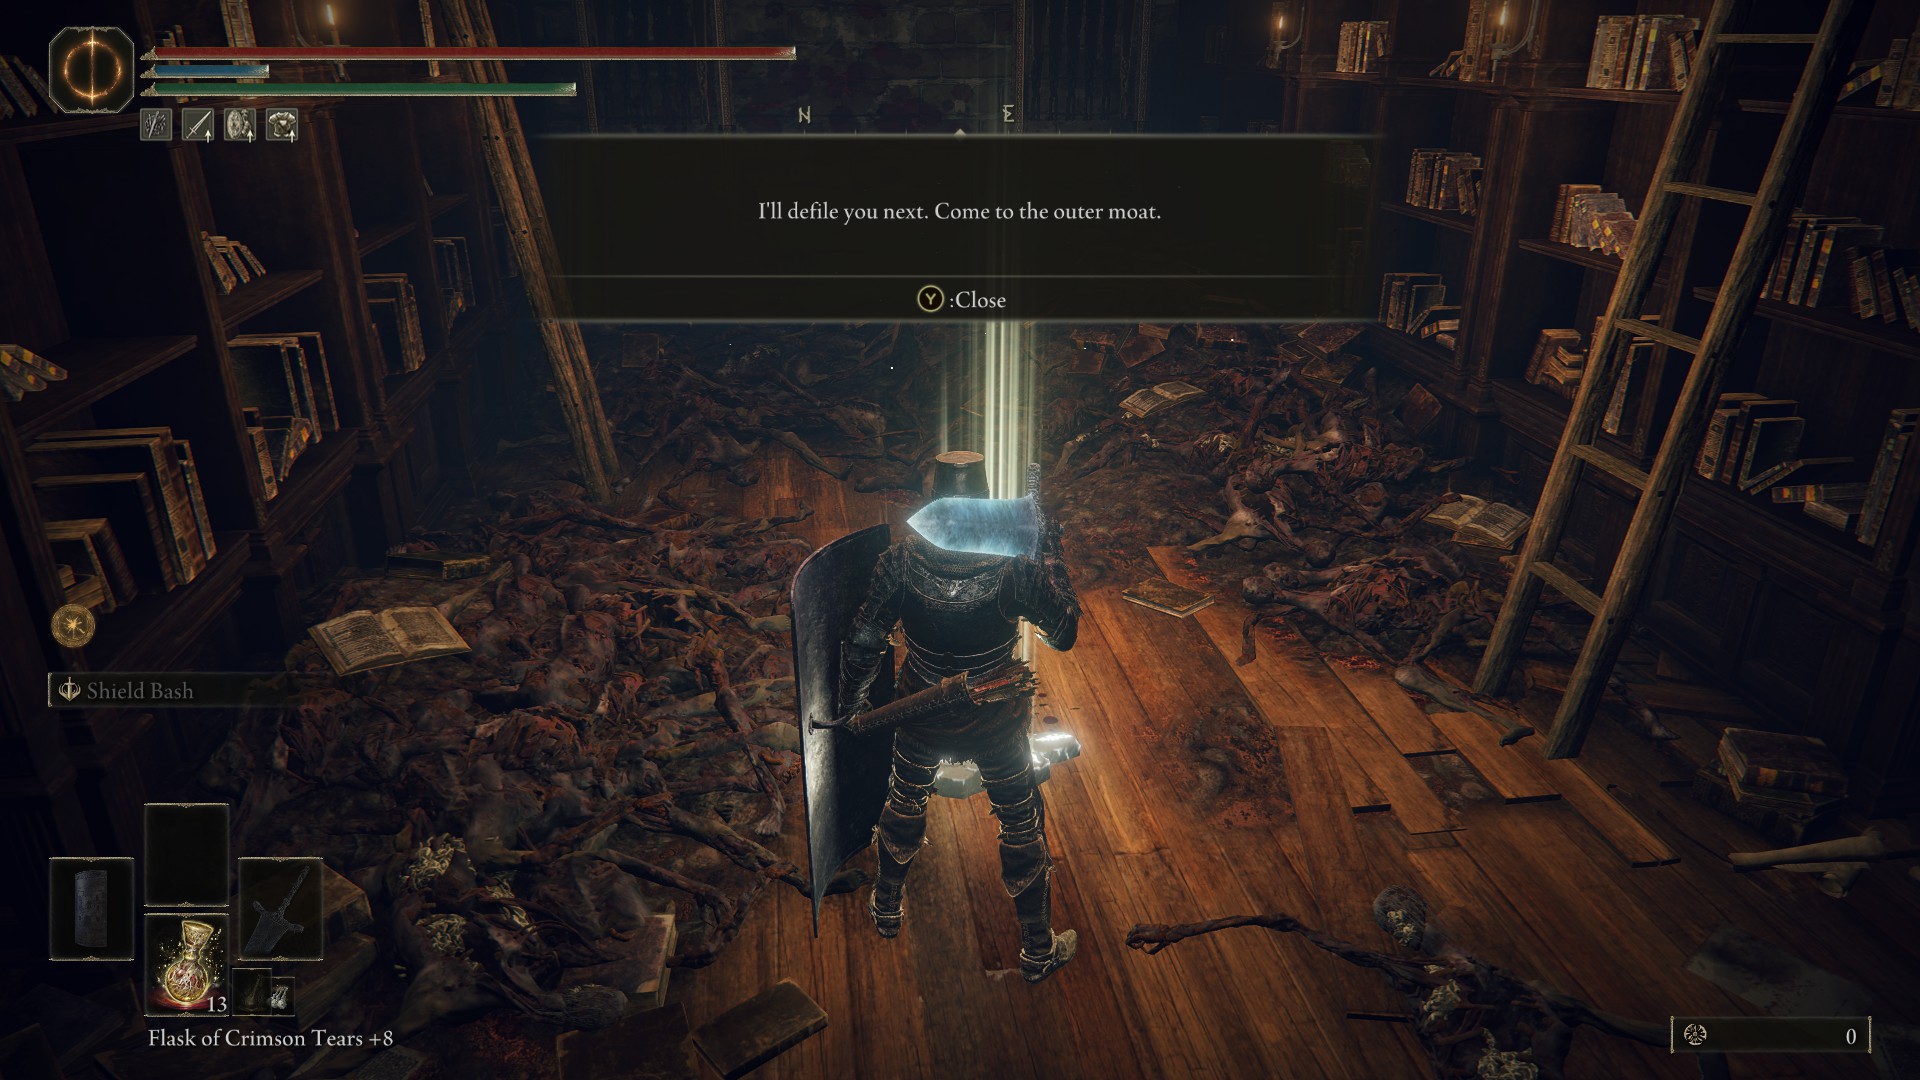 N
E
I'll defile you next. Come to the outer moat.
Y :Close
Shield Bash
13
Flask of Crimson Tears +8
0